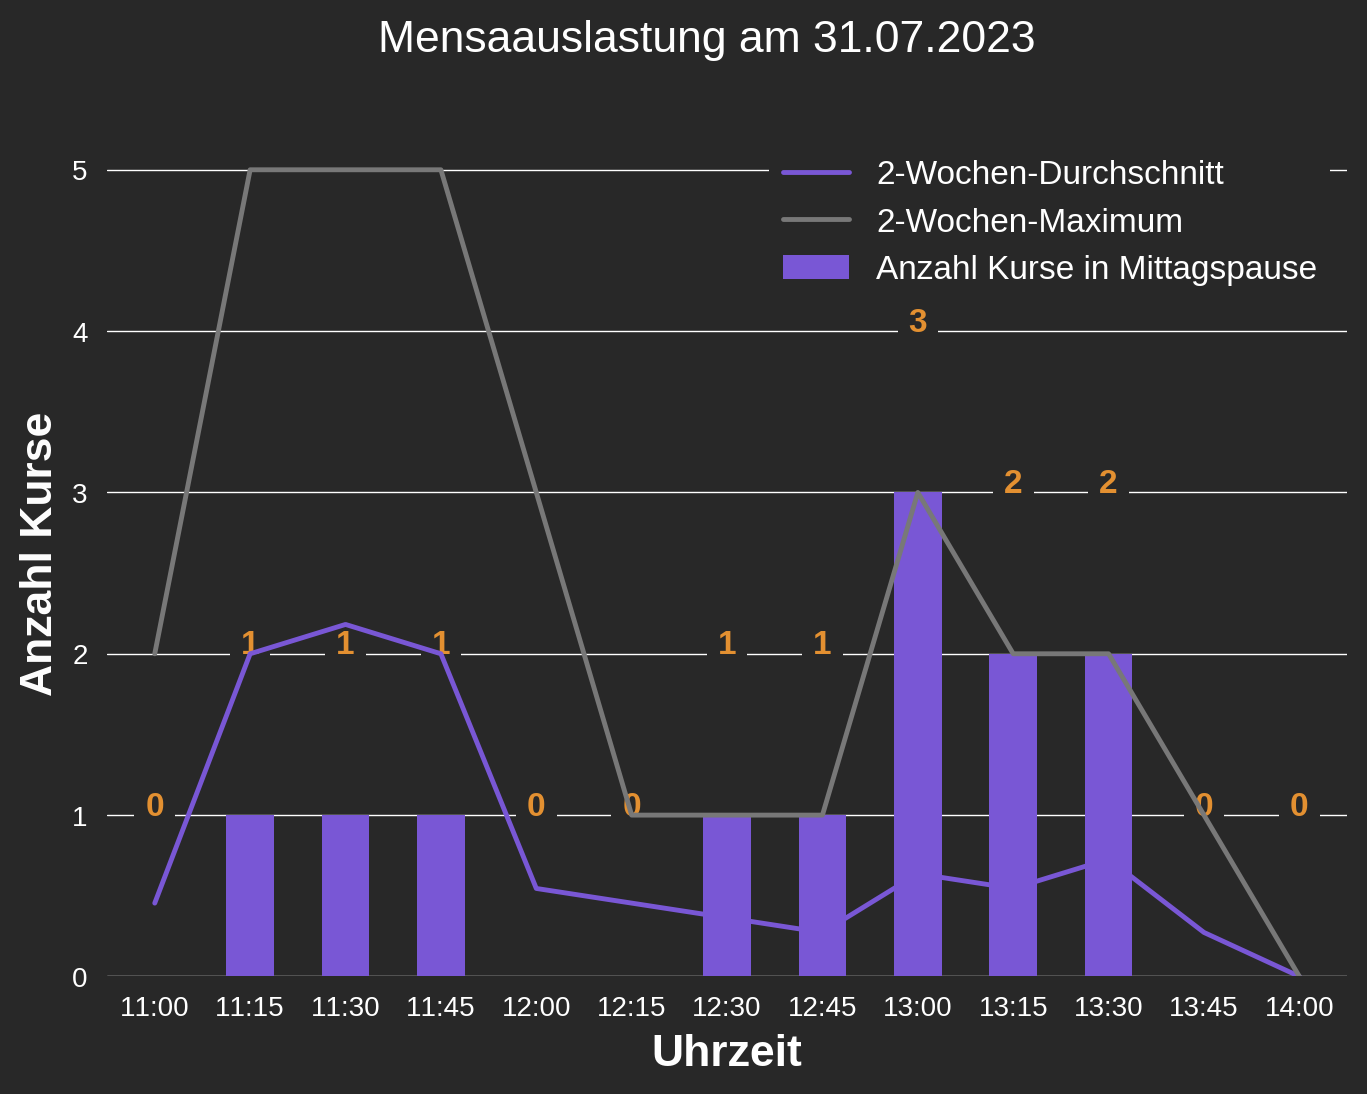 Mensaauslastung am 31.07.2023
2-Wochen-Durchschnitt
2-Wochen-Maximum
Anzahl Kurse in Mittagspause
Anzahl Kurse
5
4
3
2
1
0
3
2 2
1 1 1 1 1
0 0 0 0 0
11:00 11:15 11:30 11:45 12:00 12:15 12:30 12:45 13:00 13:15 13:30 13:45 14:00
Uhrzeit